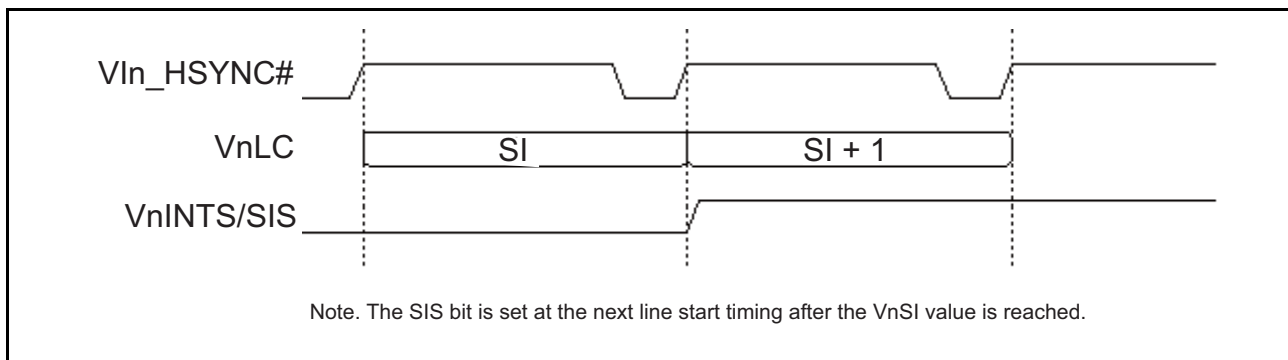 VIn_HSYNC#
VnLC
SI
SI + 1
VnINTS/SIS
Note. The SIS bit is set at the next line start timing after the VnSI value is reached.